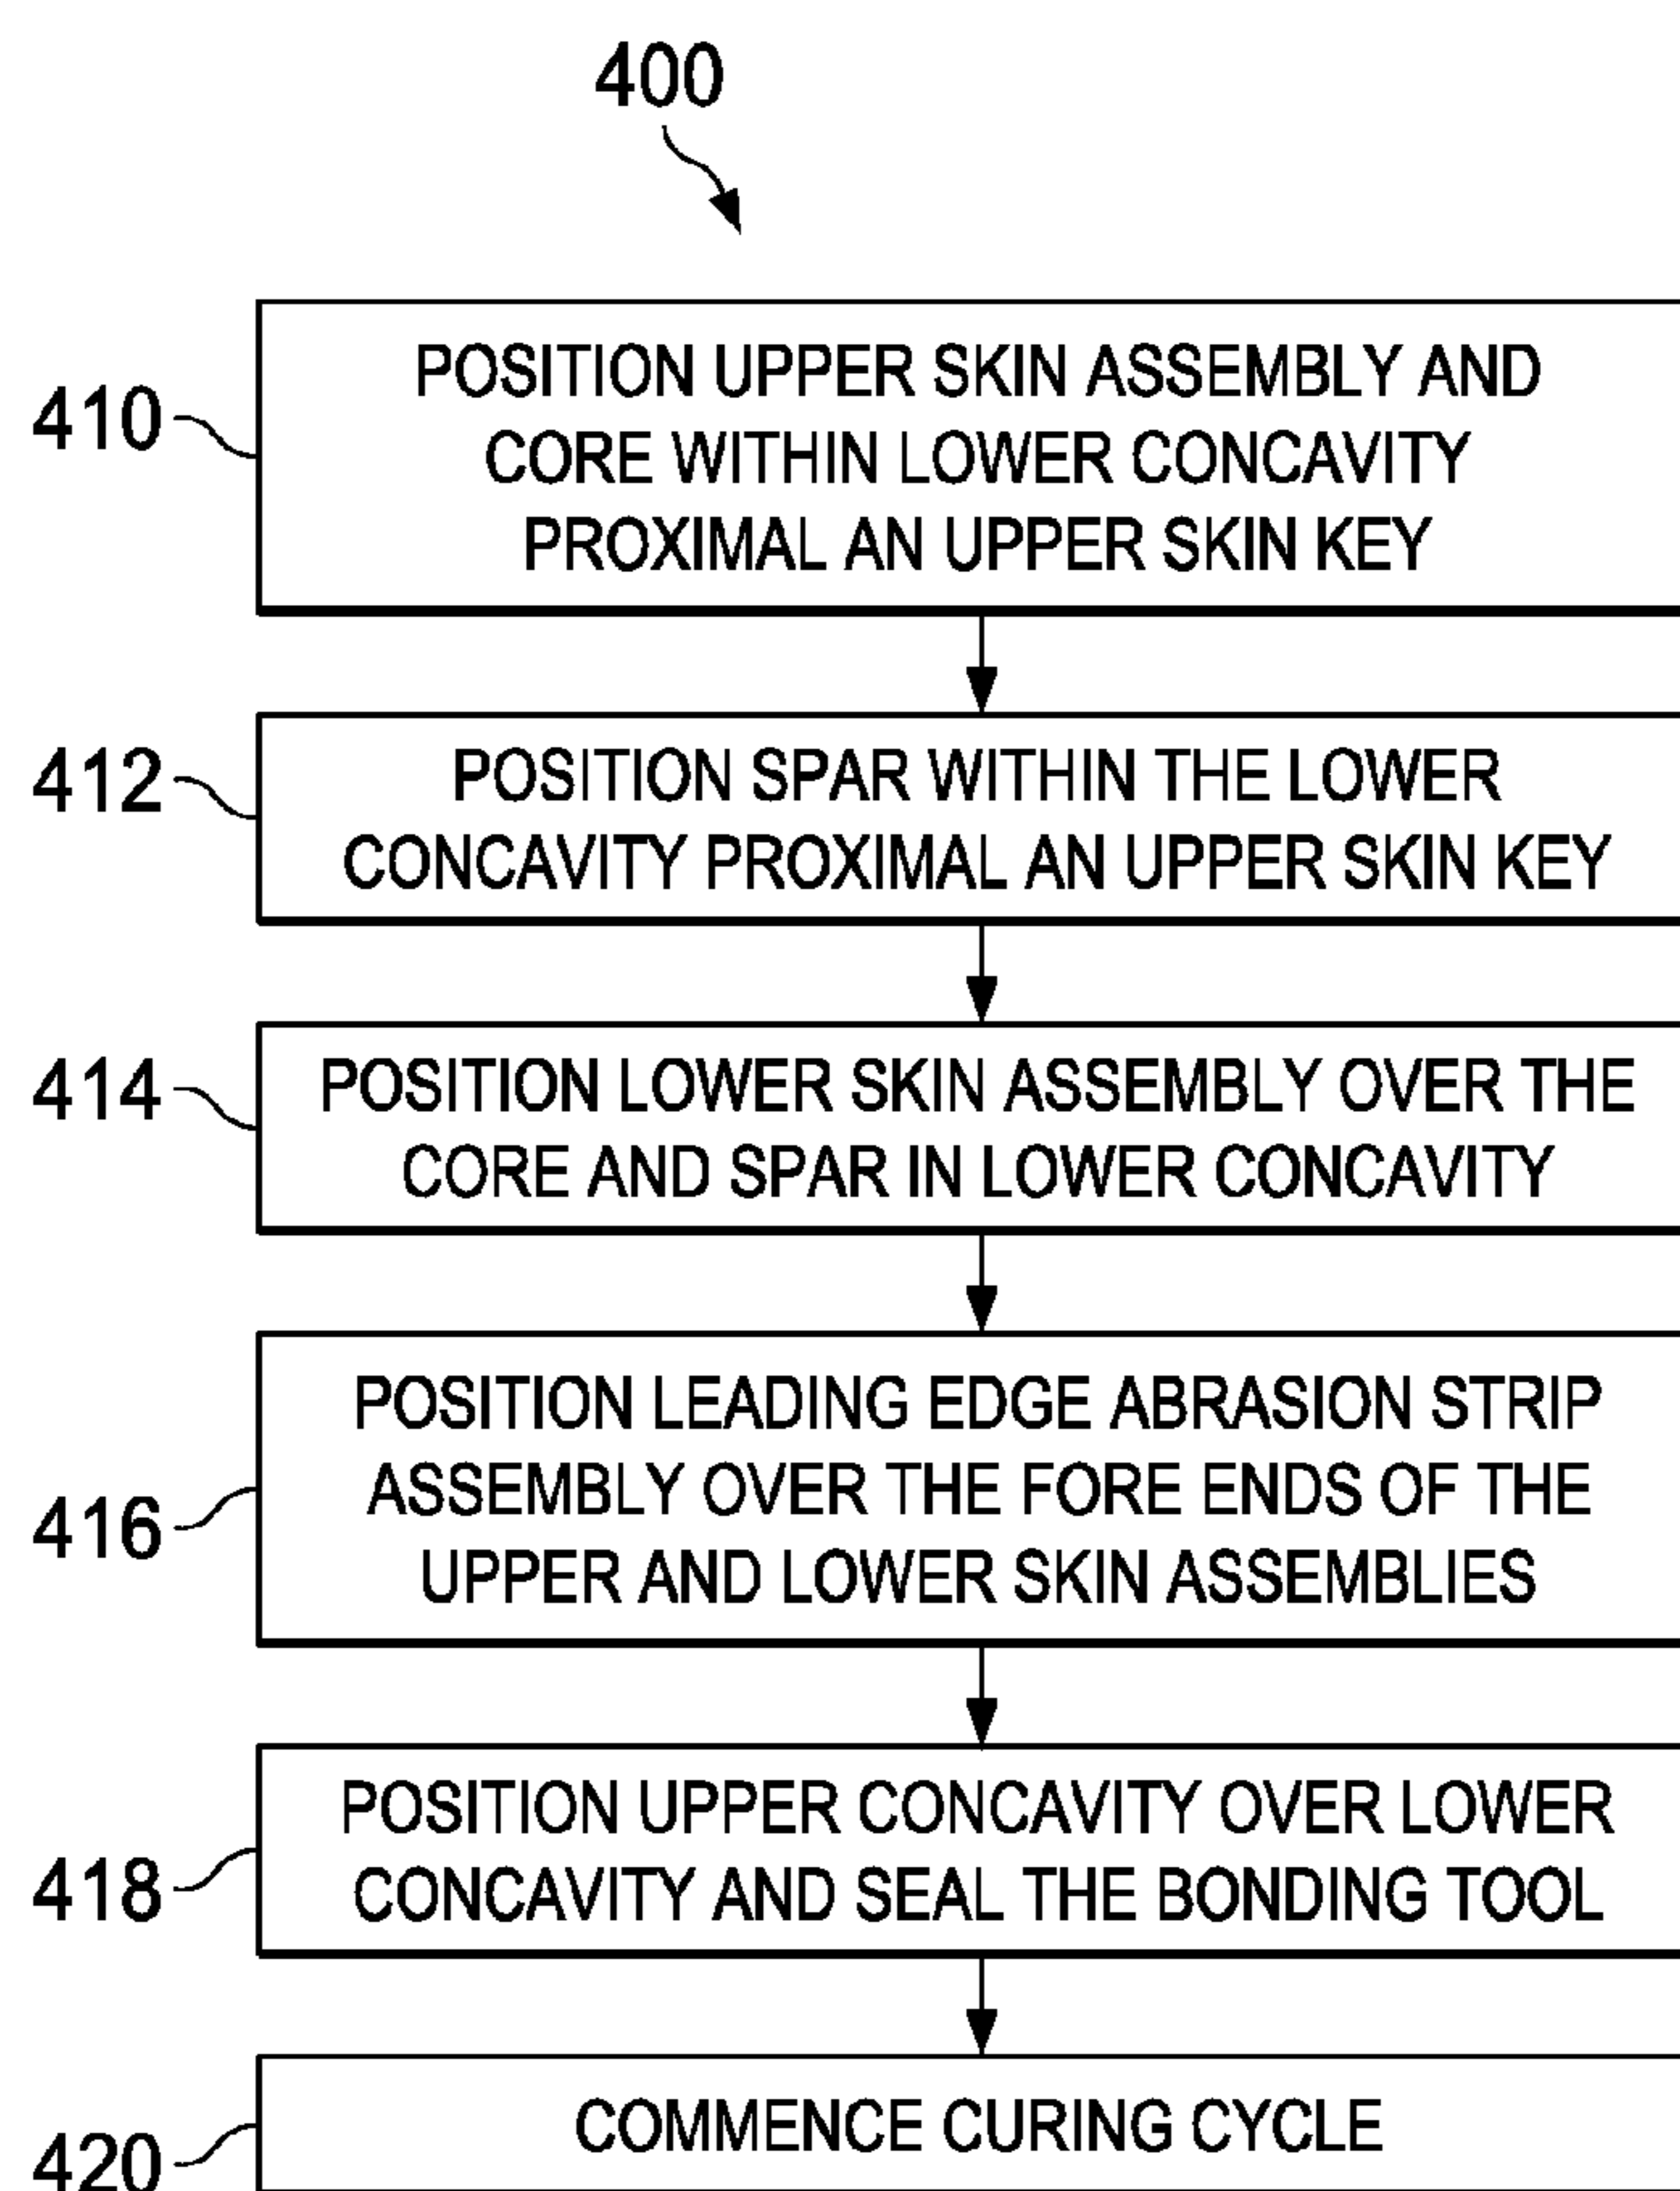 400
410
POSITION UPPER SKIN ASSEMBLY AND
CORE WITHIN LOWER CONCAVITY
PROXIMAL AN UPPER SKIN KEY
412
POSITION SPAR WITHIN THE LOWER
CONCAVITY PROXIMAL AN UPPER SKIN KEY
414
POSITION LOWER SKIN ASSEMBLY OVER THE
CORE AND SPAR IN LOWER CONCAVITY
416
POSITION LEADING EDGE ABRASION STRIP
ASSEMBLY OVER THE FORE ENDS OF THE
UPPER AND LOWER SKIN ASSEMBLIES
418
POSITION UPPER CONCAVITY OVER LOWER
CONCAVITY AND SEAL THE BONDING TOOL
420
COMMENCE CURING CYCLE